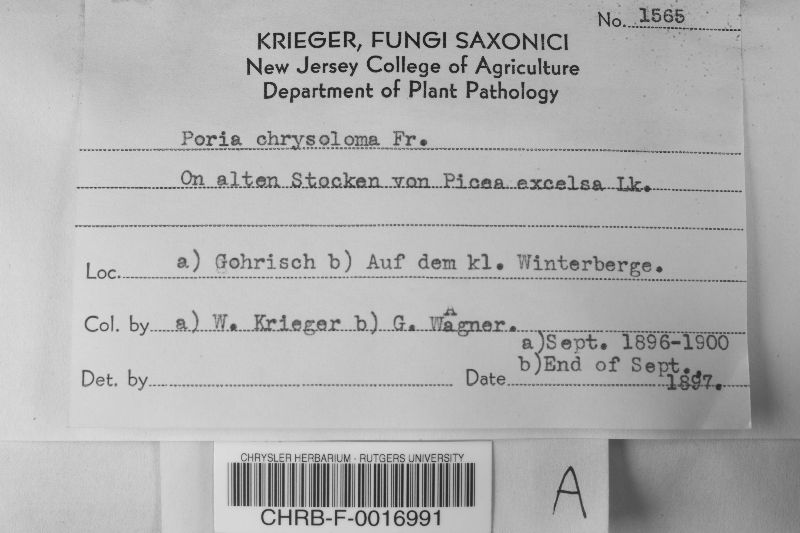 No. 1565
KRIEGER, FUNGI SAXONICI
New Jersey College of Agriculture
Department of Plant Pathology
Poria chrysoloma Fr.
On alten Stocken von Picea excelsa Lk.
Loc. a) Gohrisch b) Auf dem kl. Winterberge.
Col. by a) W. Krieger b) G. Wagner.
a)Sept. 1896-1900
b)End of Sept.,
Det. by Date 1897.
CHRYSLER HERBARIUM - RUTGERS UNIVERSITY
CHRB-F-0016991
A